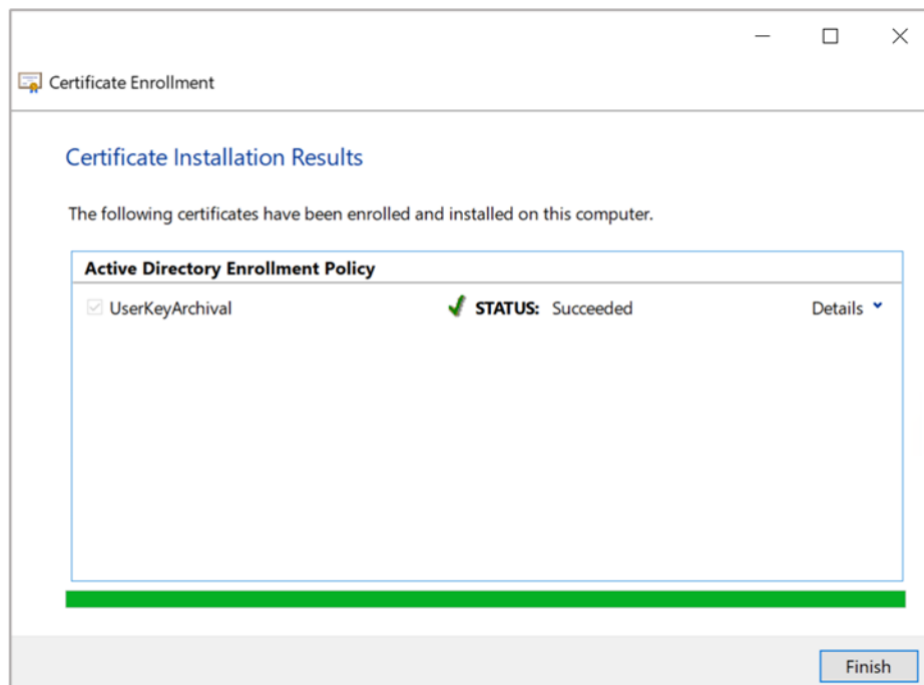 Certificate Enrollment
Certificate Installation Results
The following certificates have been enrolled and installed on this computer.
Active Directory Enrollment Policy
UserKeyArchival STATUS: Succeeded Details
Finish